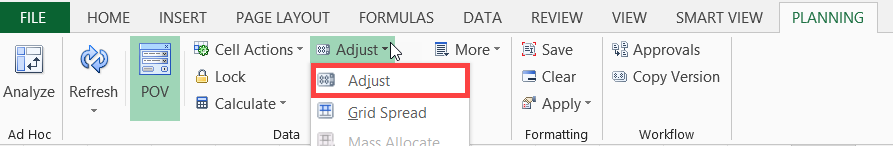 FILE HOME INSERT PAGE LAYOUT FORMULAS DATA REVIEW VIEW SMART VIEW PLANNING
Cell Actions Adjust More Save Approvals
Lock Adjust Clear Copy Version
Analyze Refresh POV
Calculate Grid Spread Apply
Ad Hoc Data Mass Allocate Formatting Workflow